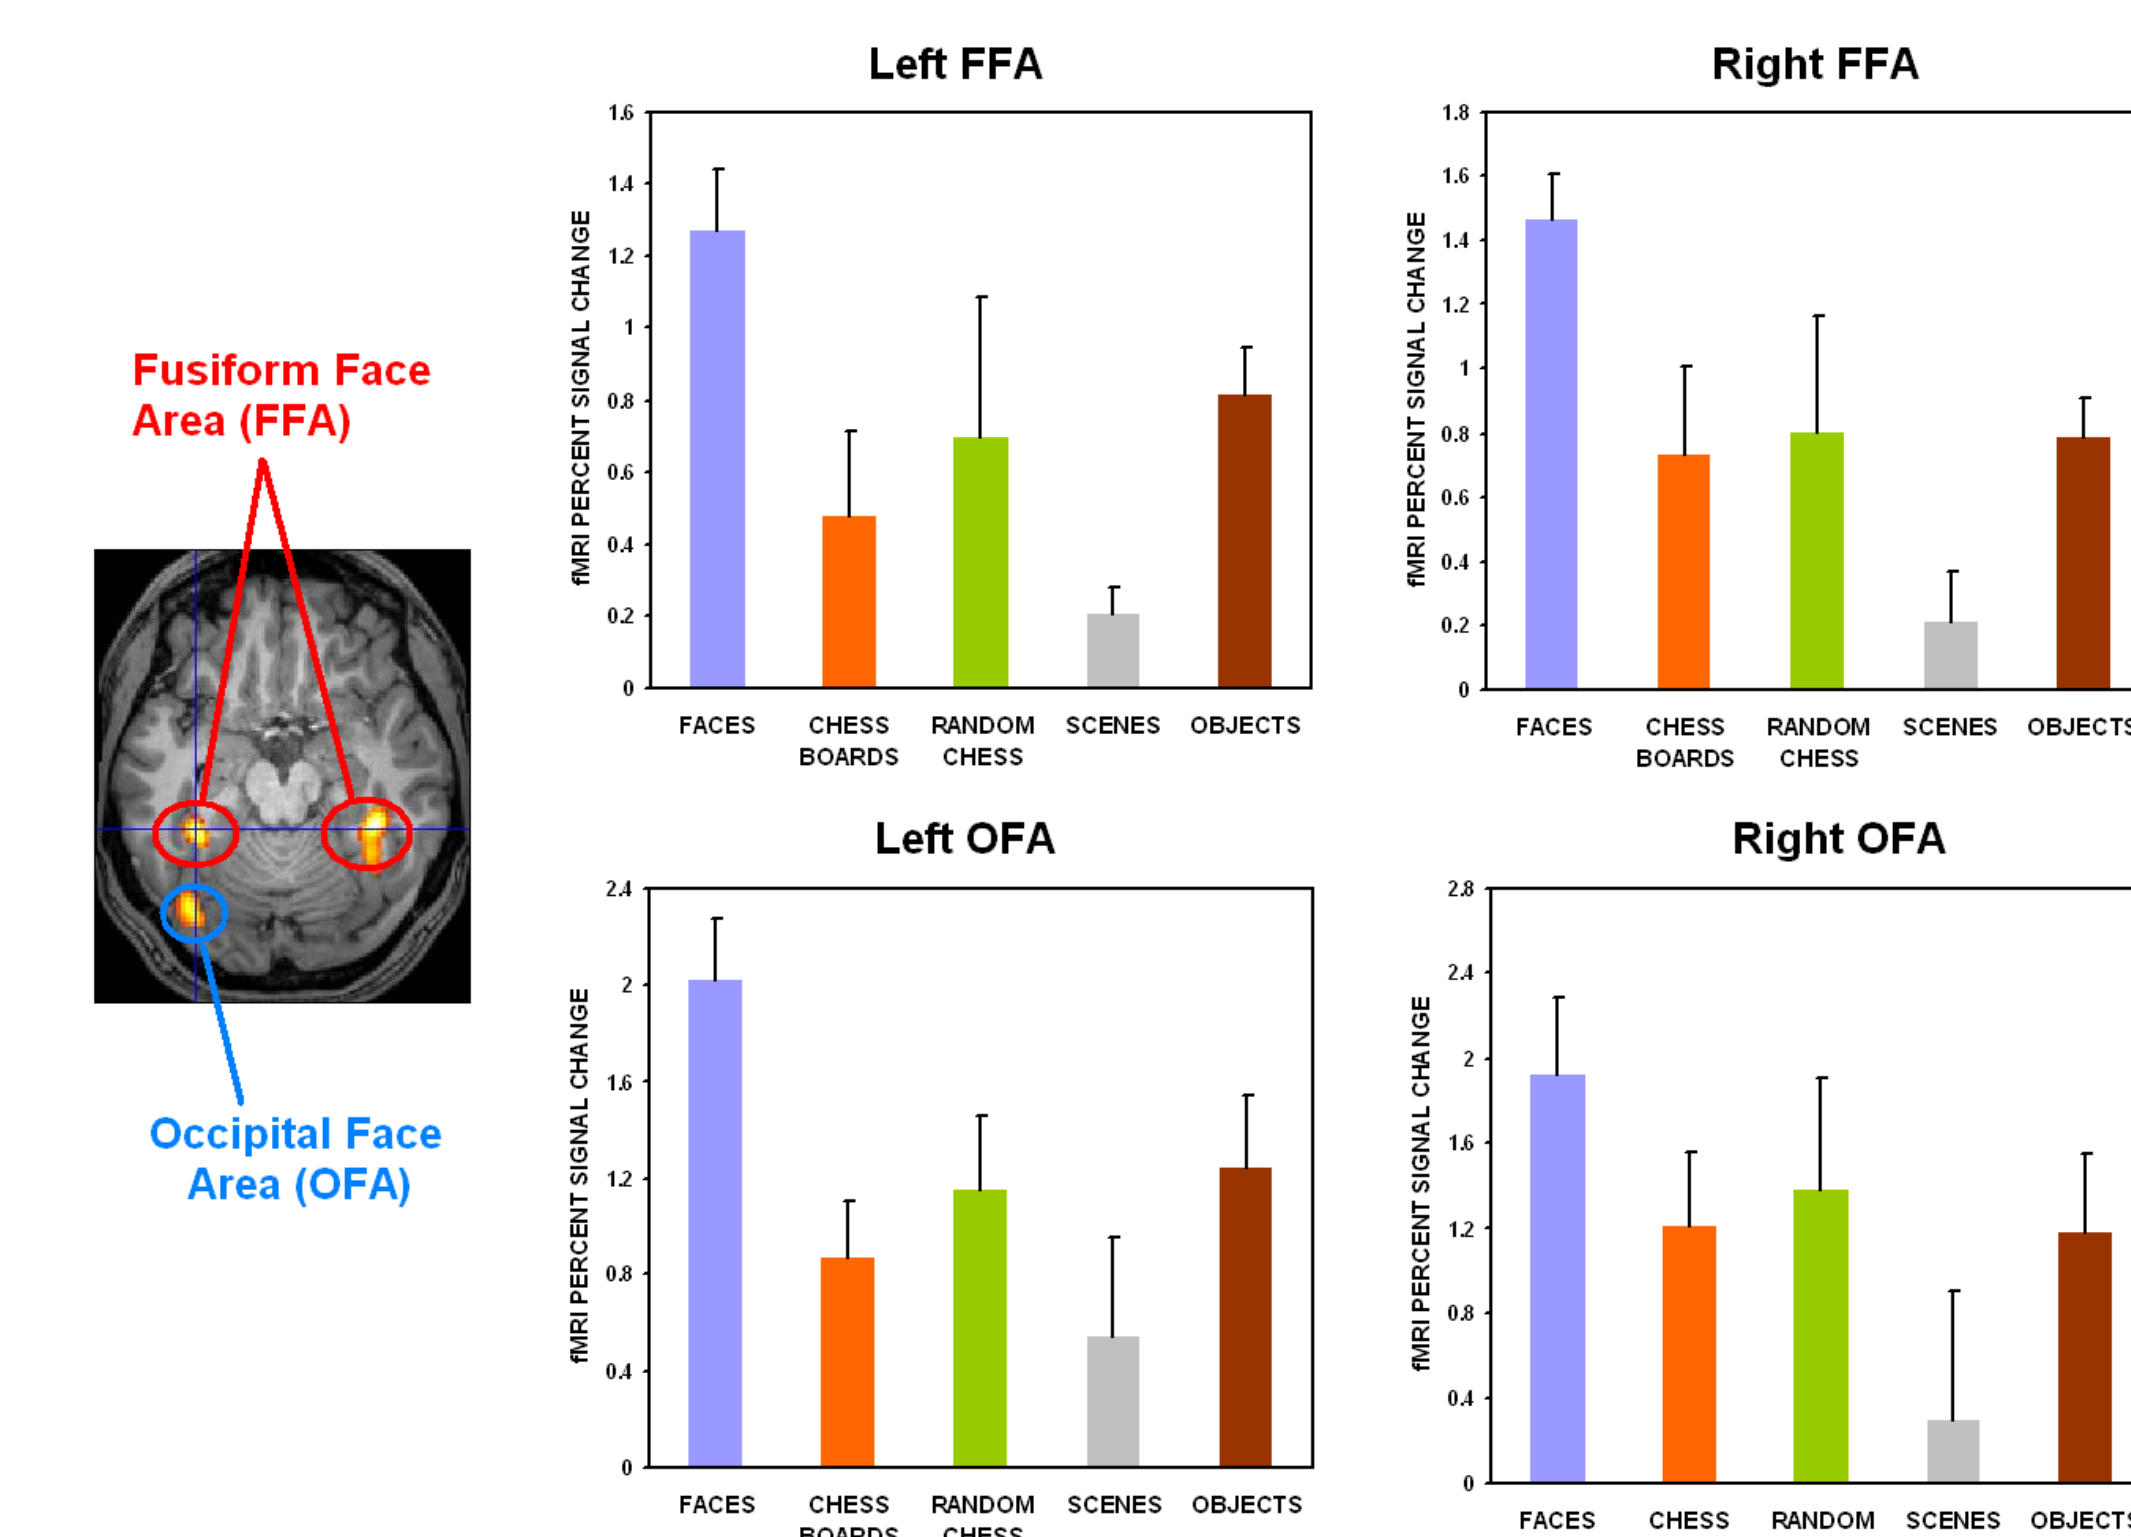 Fusiform Face
Area (FFA)
Occipital Face
Area (OFA)
Left FFA
fMRI PERCENT SIGNAL CHANGE
1.6
1.4
1.2
1
0.8
0.6
0.4
0.2
0
FACES
CHESS
BOARDS
RANDOM
CHESS
SCENES
OBJECTS
Right FFA
fMRI PERCENT SIGNAL CHANGE
1.8
1.6
1.4
1.2
1
0.8
0.6
0.4
0.2
0
FACES
CHESS
BOARDS
RANDOM
CHESS
SCENES
OBJECTS
Left OFA
fMRI PERCENT SIGNAL CHANGE
2.4
2
1.6
1.2
0.8
0.4
0
FACES
CHESS
BOARDS
RANDOM
CHESS
SCENES
OBJECTS
Right OFA
fMRI PERCENT SIGNAL CHANGE
2.8
2.4
2
1.6
1.2
0.8
0.4
0
FACES
CHESS
RANDOM
SCENES
OBJECTS